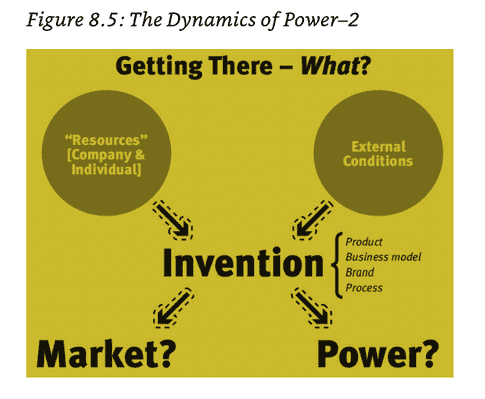 Figure 8.5: The Dynamics of Power–2
Getting There – What?
“Resources”
[Company &
Individual]
External
Conditions
Invention
Product
Business model
Brand
Process
Market?
Power?